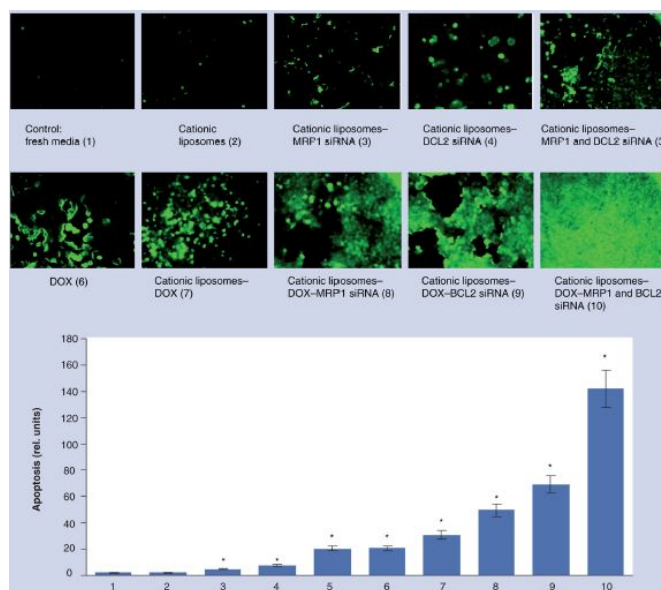 Control:
fresh media (1)
Cationic
liposomes (2)
Cationic liposomes–
MRP1 siRNA (3)
Cationic liposomes–
DCL2 siRNA (4)
Cationic liposomes–
MRP1 and DCL2 siRNA (3
DOX (6)
Cationic liposomes–
DOX (7)
Cationic liposomes–
DOX–MRP1 siRNA (8)
Cationic liposomes–
DOX–BCL2 siRNA (9)
Cationic liposomes–
DOX–MRP1 and BCL2
siRNA (10)
Apoptosis (rel. units)
180
160
140
120
100
80
60
40
20
0
* * * * * * * *
1 2 3 4 5 6 7 8 9 10